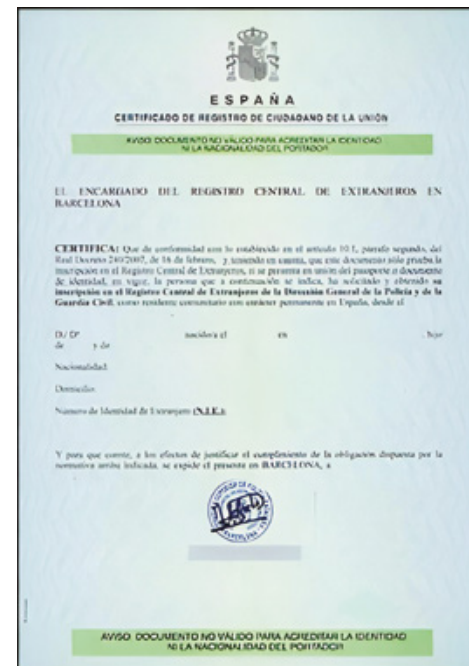 ESPAÑA
CERTIFICADO DE REGISTRO DE CIUDADANO DE LA UNIÓN
AVISO: DOCUMENTO NO VÁLIDO PARA ACREDITAR LA IDENTIDAD
NI LA NACIONALIDAD DEL PORTADOR
EL ENCARGADO DEL REGISTRO CENTRAL DE EXTRANJEROS EN
BARCELONA
CERTIFICA: Que de conformidad con lo establecido en el artículo 10.1, párrafo segundo, del
Real Decreto 240/2007, de 16 de febrero, y teniendo en cuenta, que este documento sólo prueba la
inscripción en el Registro Central de Extranjeros, si se presenta en unión del pasaporte o documento
de identidad, en vigor, la persona que a continuación se indica, ha solicitado y obtenido su
inscripción en el Registro Central de Extranjeros de la Dirección General de la Policía y de la
Guardia Civil, como residente comunitario con carácter permanente en España, desde el
D./ Dª nacido/a el en , hijo
de y de
Nacionalidad:
Domicilio:
Número de Identidad de Extranjero (N.I.E.):
Y para que conste, a los efectos de justificar el cumplimiento de la obligación dispuesta por la
normativa arriba indicada, se expide el presente en BARCELONA, a
BARCELONA
AVISO: DOCUMENTO NO VÁLIDO PARA ACREDITAR LA IDENTIDAD
NI LA NACIONALIDAD DEL PORTADOR